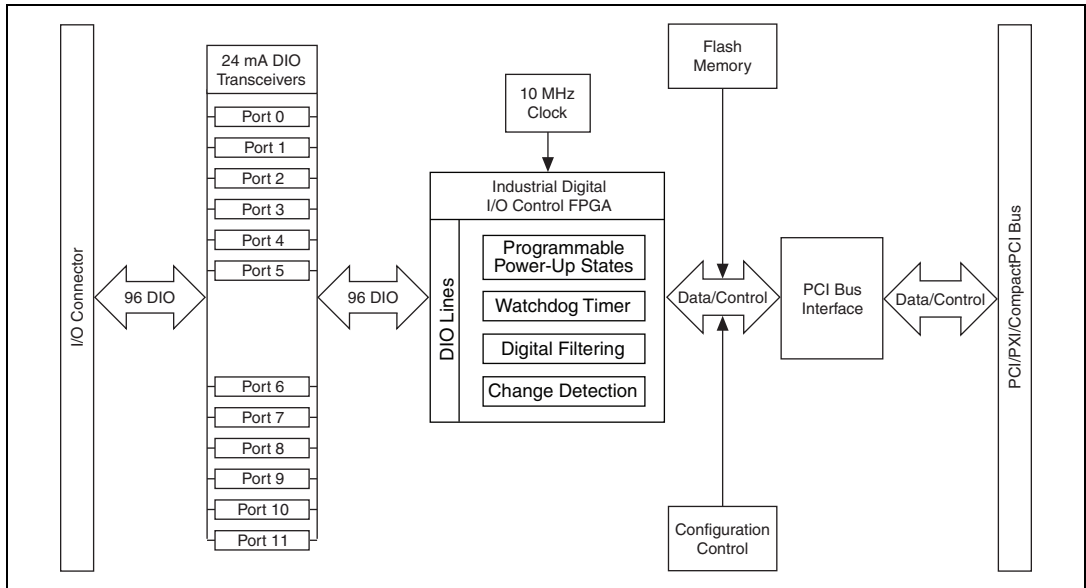 I/O Connector
96 DIO
24 mA DIO
Transceivers
Port 0
Port 1
Port 2
Port 3
Port 4
Port 5
Port 6
Port 7
Port 8
Port 9
Port 10
Port 11
96 DIO
10 MHz
Clock
Industrial Digital
I/O Control FPGA
DIO Lines
Programmable
Power-Up States
Watchdog Timer
Digital Filtering
Change Detection
Flash
Memory
Data/Control
Configuration
Control
PCI Bus
Interface
Data/Control
PCI/PXI/CompactPCI Bus